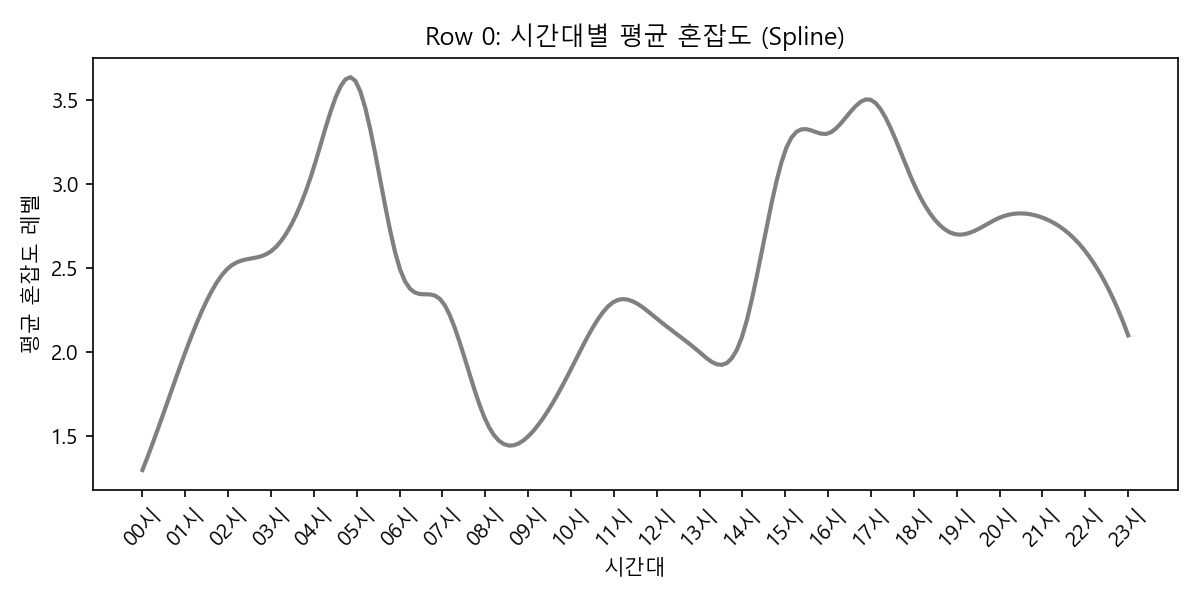 Row 0: 시간대별 평균 혼잡도 (Spline)
평균 혼잡도 레벨
3.5
3.0
2.5
2.0
1.5
00시 01시 02시 03시 04시 05시 06시 07시 08시 09시 10시 11시 12시 13시 14시 15시 16시 17시 18시 19시 20시 21시 22시 23시
시간대